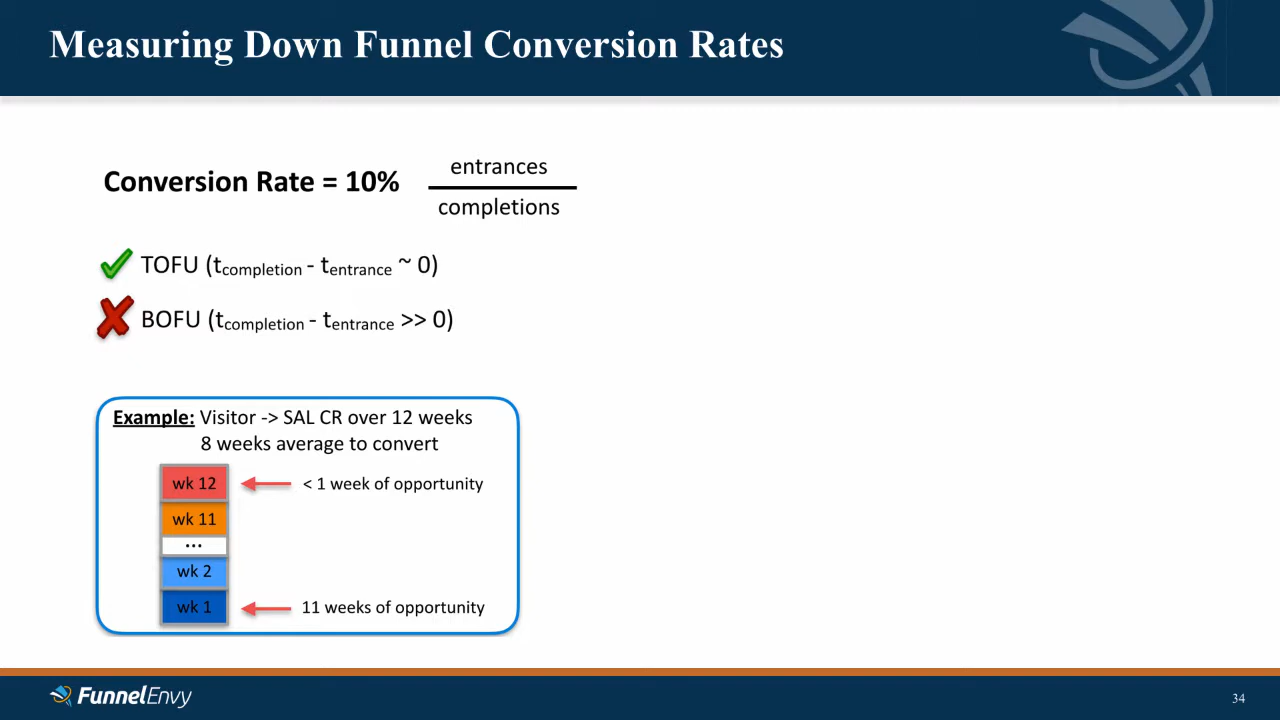 Measuring Down Funnel Conversion Rates
entrances
Conversion Rate = 10%
completions
TOFU (tcompletion - tentrance ~ 0)
BOFU (tcompletion - tentrance >> 0)
Example: Visitor -> SAL CR over 12 weeks
8 weeks average to convert
wk 12 < 1 week of opportunity
wk 11
...
wk 2
wk 1 11 weeks of opportunity
FunnelEnvy
34